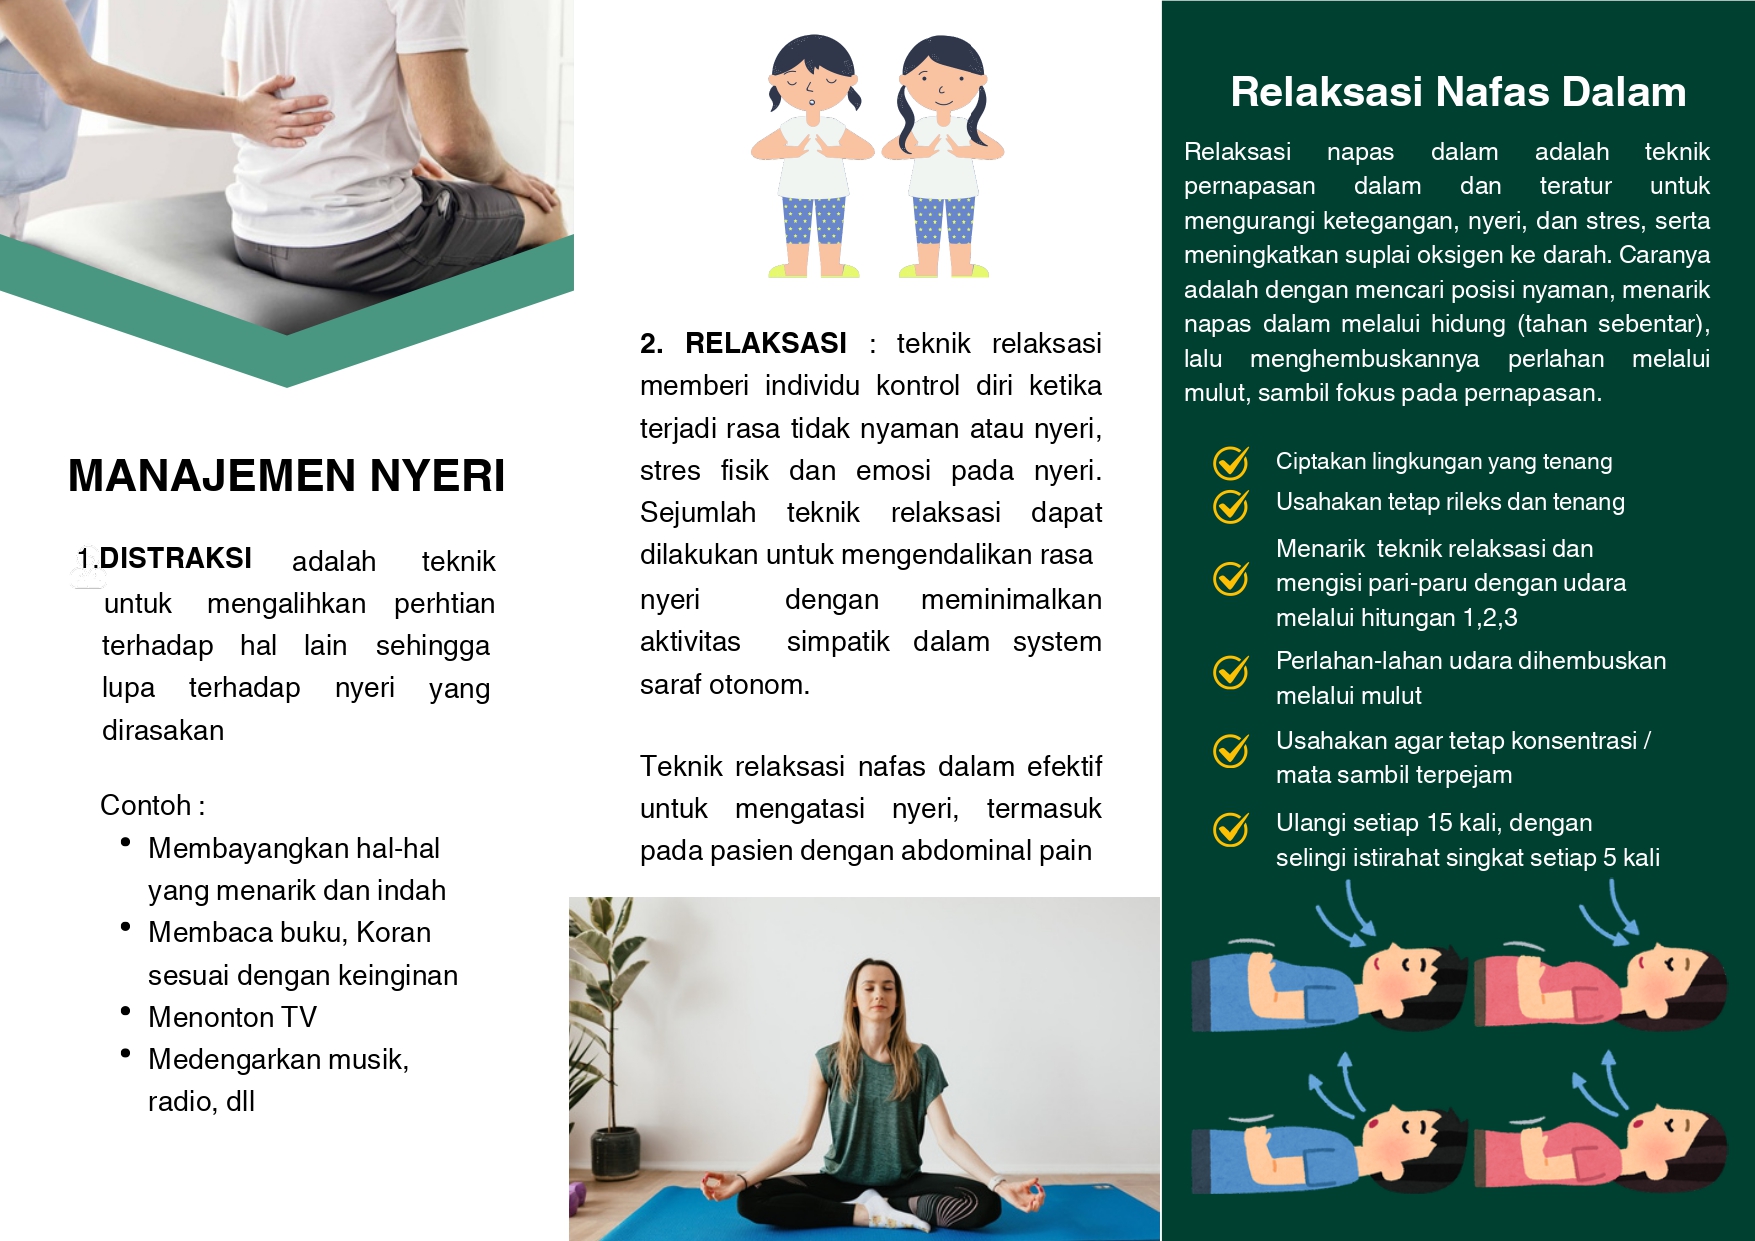 MANAJEMEN NYERI
1.DISTRAKSI adalah teknik
untuk mengalihkan perhtian
terhadap hal lain sehingga
lupa terhadap nyeri yang
dirasakan
Contoh :
• Membayangkan hal-hal
yang menarik dan indah
• Membaca buku, Koran
sesuai dengan keinginan
• Menonton TV
• Medengarkan musik,
radio, dll
2. RELAKSASI : teknik relaksasi
memberi individu kontrol diri ketika
terjadi rasa tidak nyaman atau nyeri,
stres fisik dan emosi pada nyeri.
Sejumlah teknik relaksasi dapat
dilakukan untuk mengendalikan rasa
nyeri dengan meminimalkan
aktivitas simpatik dalam system
saraf otonom.
Teknik relaksasi nafas dalam efektif
untuk mengatasi nyeri, termasuk
pada pasien dengan abdominal pain
Relaksasi Nafas Dalam
Relaksasi napas dalam adalah teknik
pernapasan dalam dan teratur untuk
mengurangi ketegangan, nyeri, dan stres, serta
meningkatkan suplai oksigen ke darah. Caranya
adalah dengan mencari posisi nyaman, menarik
napas dalam melalui hidung (tahan sebentar),
lalu menghembuskannya perlahan melalui
mulut, sambil fokus pada pernapasan.
Ciptakan lingkungan yang tenang
Usahakan tetap rileks dan tenang
Menarik teknik relaksasi dan
mengisi pari-paru dengan udara
melalui hitungan 1,2,3
Perlahan-lahan udara dihembuskan
melalui mulut
Usahakan agar tetap konsentrasi /
mata sambil terpejam
Ulangi setiap 15 kali, dengan
selingi istirahat singkat setiap 5 kali